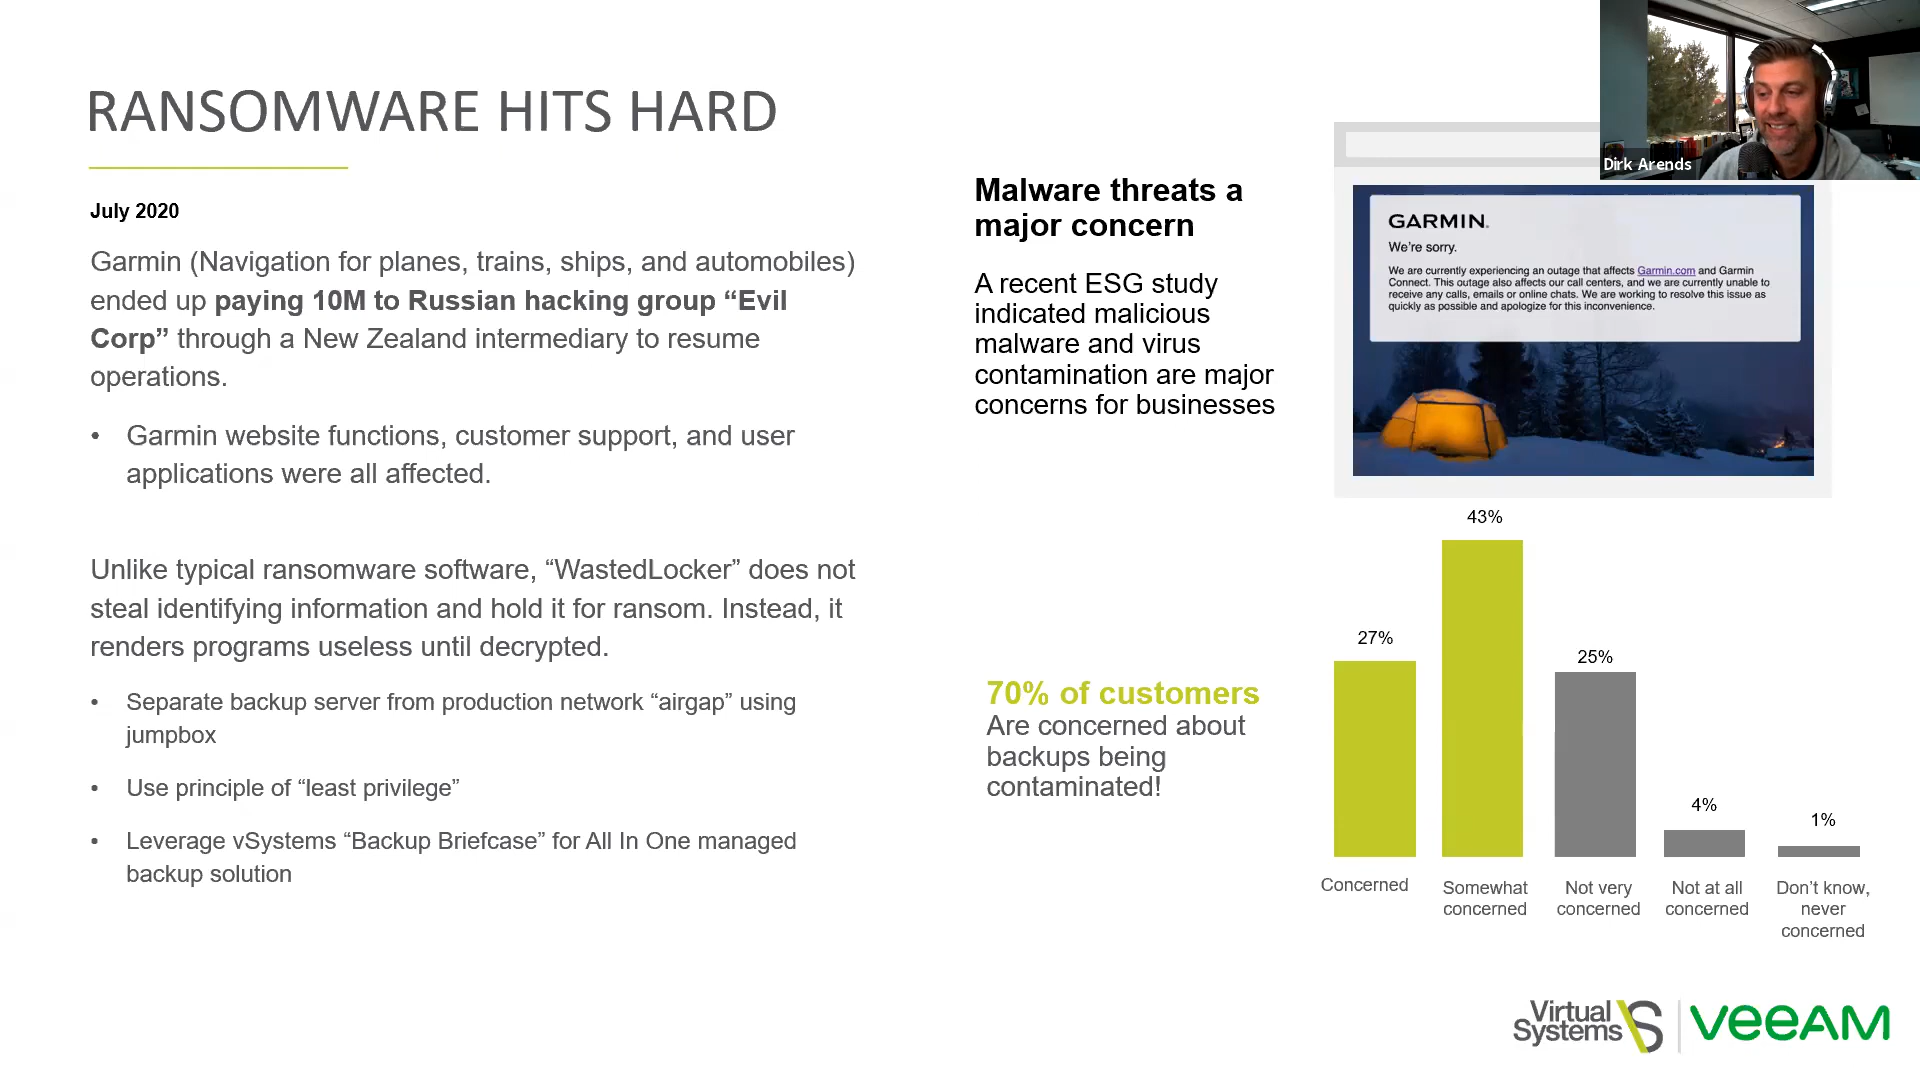 RANSOMWARE HITS HARD
July 2020
Garmin (Navigation for planes, trains, ships, and automobiles)
ended up paying 10M to Russian hacking group “Evil
Corp” through a New Zealand intermediary to resume
operations.
• Garmin website functions, customer support, and user
applications were all affected.
Unlike typical ransomware software, “WastedLocker” does not
steal identifying information and hold it for ransom. Instead, it
renders programs useless until decrypted.
• Separate backup server from production network “airgap” using
jumpbox
• Use principle of “least privilege”
• Leverage vSystems “Backup Briefcase” for All In One managed
backup solution
Malware threats a
major concern
A recent ESG study
indicated malicious
malware and virus
contamination are major
concerns for businesses
Dirk Arends
GARMIN.
We’re sorry.
We are currently experiencing an outage that affects Garmin.com and Garmin
Connect. This outage also affects our call centers, and we are currently unable to
receive any calls, emails or online chats. We are working to resolve this issue as
quickly as possible and apologize for this inconvenience.
70% of customers
Are concerned about
backups being
contaminated!
43%
27%
25%
4%
1%
Concerned
Somewhat
concerned
Not very
concerned
Not at all
concerned
Don’t know,
never
concerned
Virtual
Systems
VS
veeam